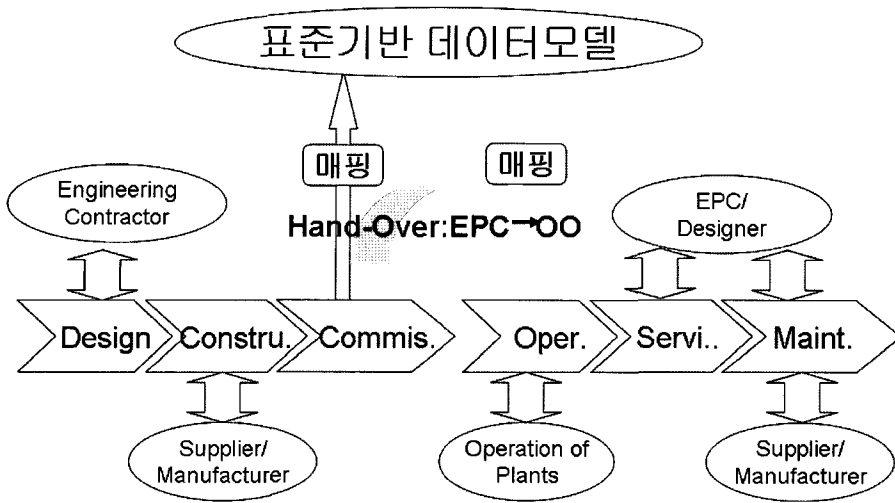 표준기반 데이터모델
매핑
매핑
Engineering
Contractor
Hand-Over:EPC→OO
EPC/
Designer
Design
Constru.
Commis.
Oper.
Servi..
Maint.
Supplier/
Manufacturer
Operation of
Plants
Supplier/
Manufacturer